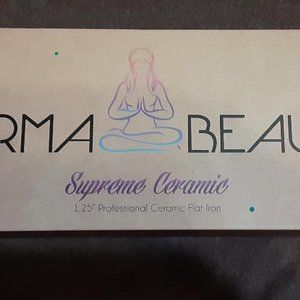 RMA BEAU
Supreme Ceramic
1.25" Professional Ceramic Flat Iron